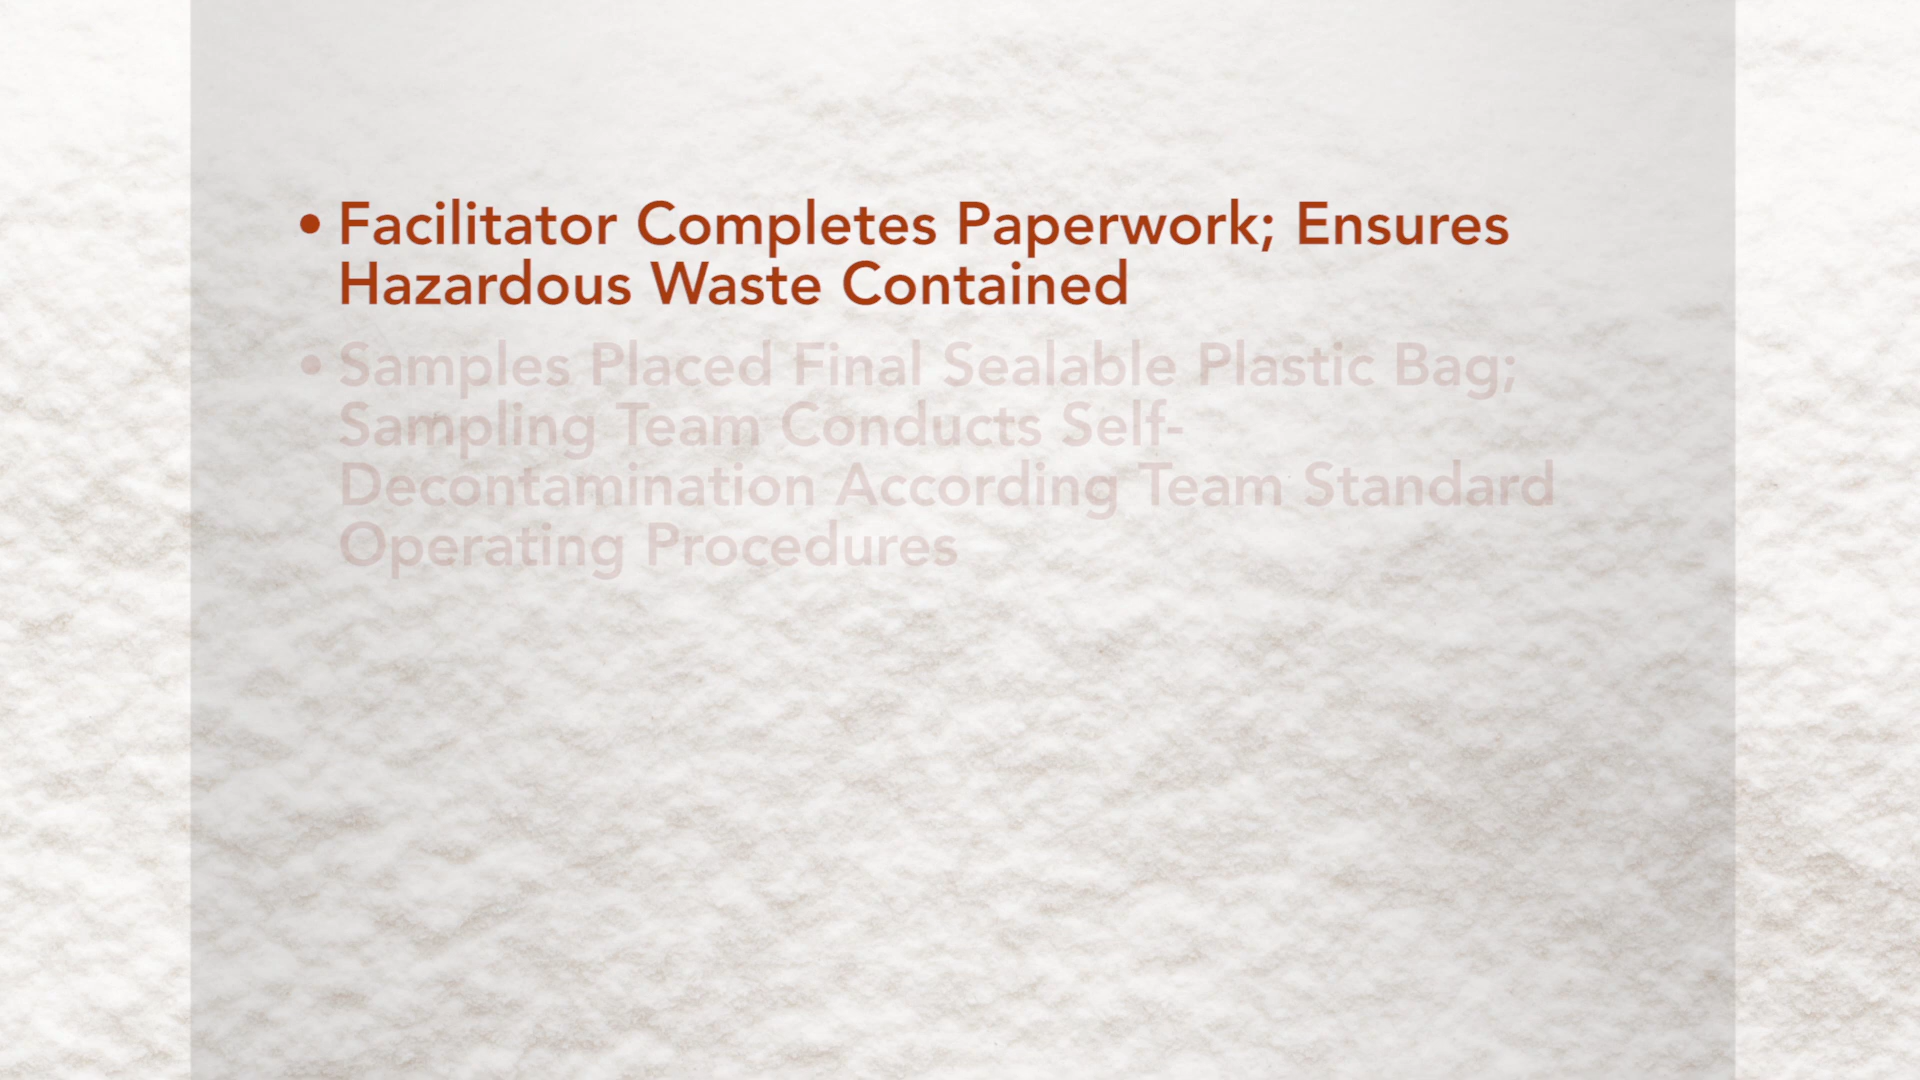 • Facilitator Completes Paperwork; Ensures
Hazardous Waste Contained
• Samples Placed Final Sealable Plastic Bag;
Sampling Team Conducts Self-
Decontamination According Team Standard
Operating Procedures